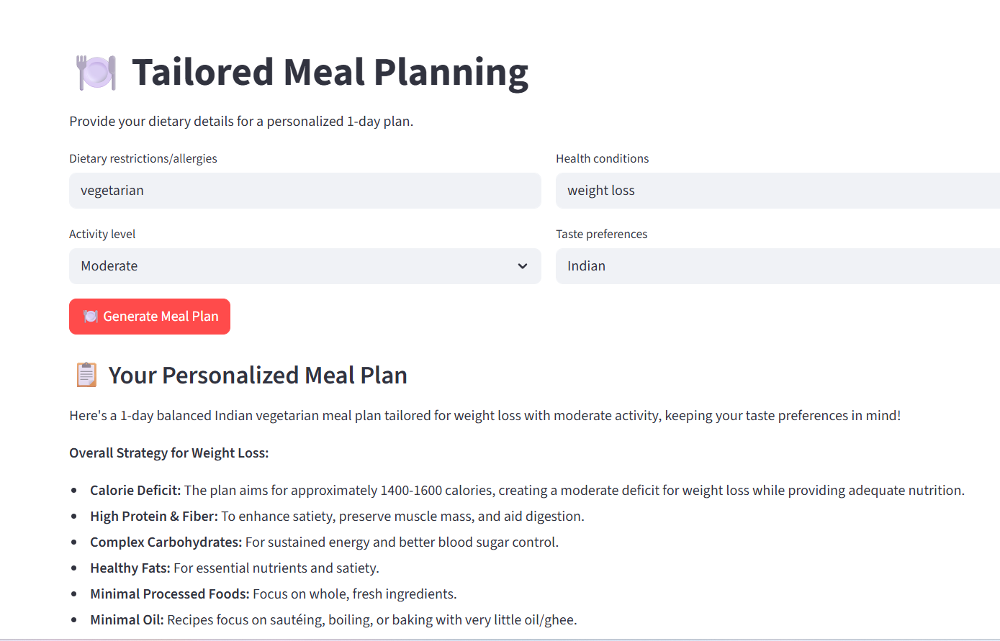 Tailored Meal Planning
Provide your dietary details for a personalized 1-day plan.
Dietary restrictions/allergies
Health conditions
vegetarian
weight loss
Activity level
Taste preferences
Moderate
Indian
Generate Meal Plan
Your Personalized Meal Plan
Here's a 1-day balanced Indian vegetarian meal plan tailored for weight loss with moderate activity, keeping your taste preferences in mind!
Overall Strategy for Weight Loss:
• Calorie Deficit: The plan aims for approximately 1400-1600 calories, creating a moderate deficit for weight loss while providing adequate nutrition.
• High Protein & Fiber: To enhance satiety, preserve muscle mass, and aid digestion.
• Complex Carbohydrates: For sustained energy and better blood sugar control.
• Healthy Fats: For essential nutrients and satiety.
• Minimal Processed Foods: Focus on whole, fresh ingredients.
• Minimal Oil: Recipes focus on sautéing, boiling, or baking with very little oil/ghee.